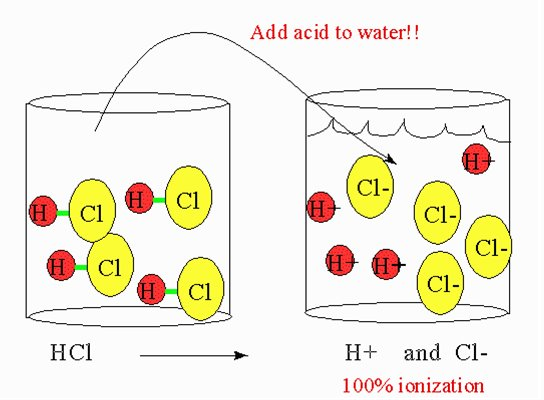 Add acid to water!!
H Cl
H Cl
H Cl
H Cl
H+
Cl-
H+
Cl-
Cl-
H+
H+
Cl-
HCl
H+ and Cl-
100% ionization